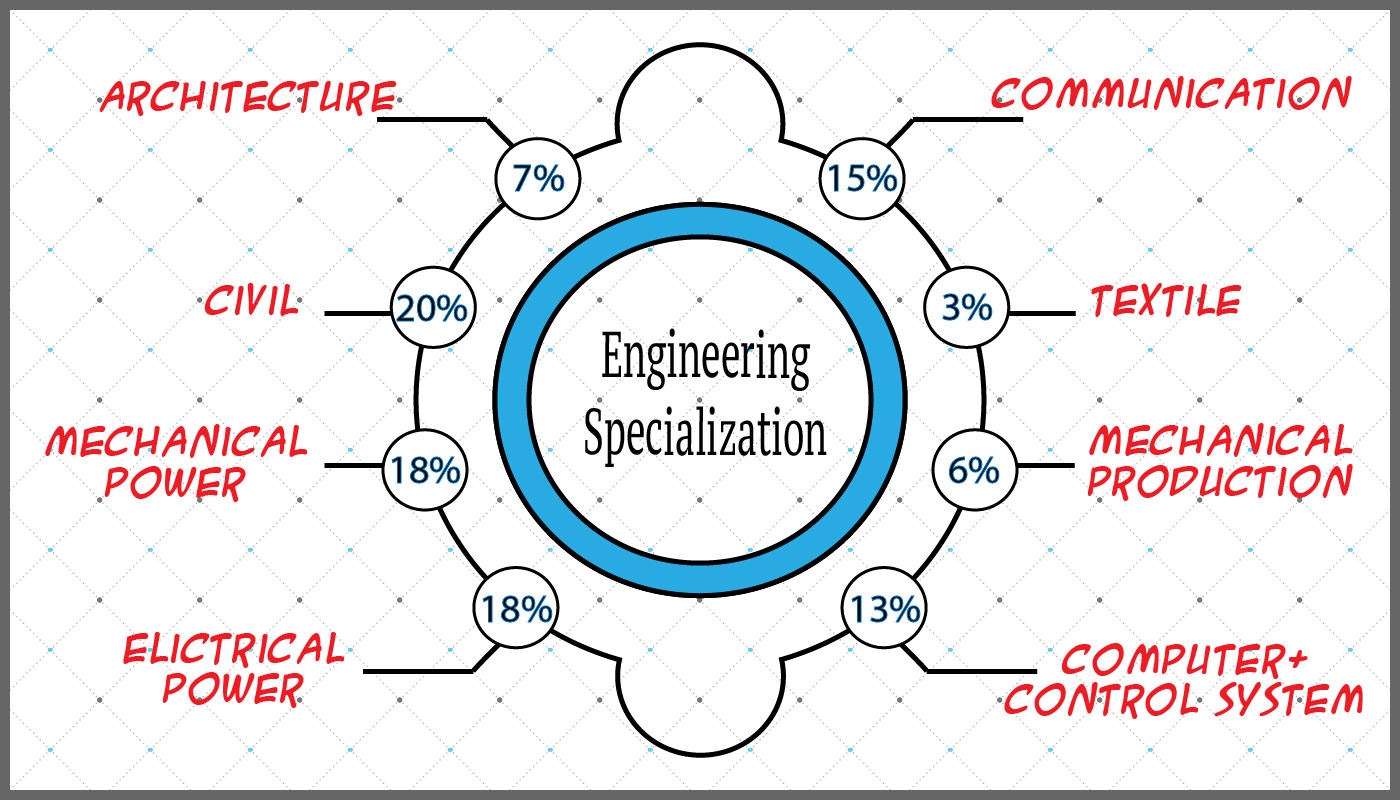 ARCHITECTURE
7%
CIVIL
20%
MECHANICAL
POWER
18%
ELICTRICAL
POWER
18%
Engineering
Specialization
COMMUNICATION
15%
TEXTILE
3%
MECHANICAL
PRODUCTION
6%
COMPUTER+
CONTROL SYSTEM
13%